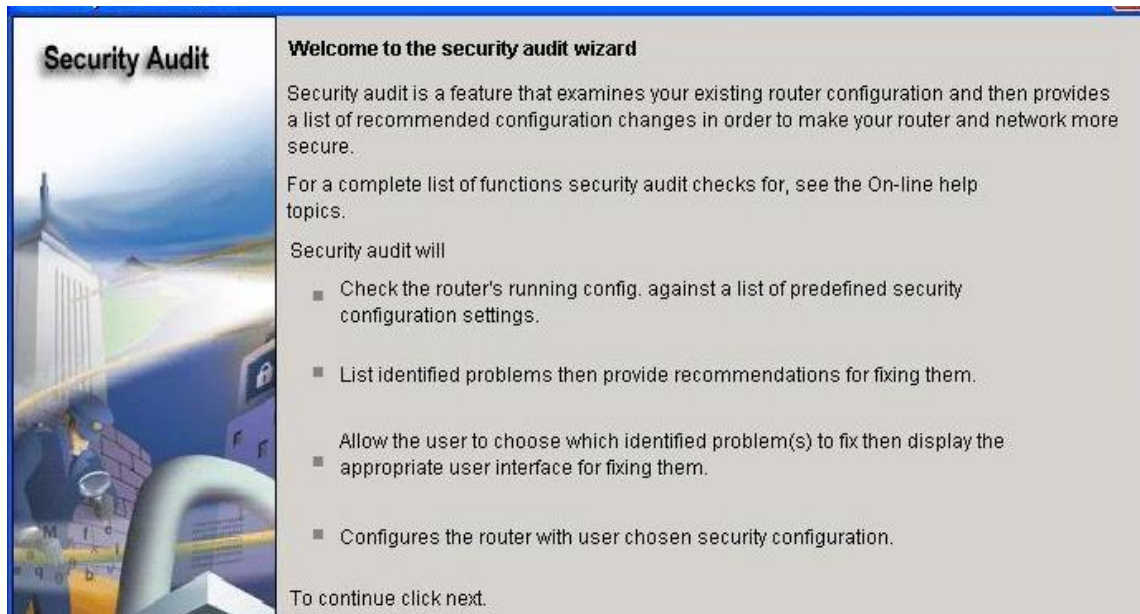 Security Audit
Welcome to the security audit wizard
Security audit is a feature that examines your existing router configuration and then provides
a list of recommended configuration changes in order to make your router and network more
secure.
For a complete list of functions security audit checks for, see the On-line help
topics.
Security audit will
Check the router's running config. against a list of predefined security
configuration settings.
List identified problems then provide recommendations for fixing them.
Allow the user to choose which identified problem(s) to fix then display the
appropriate user interface for fixing them.
Configures the router with user chosen security configuration.
To continue click next.